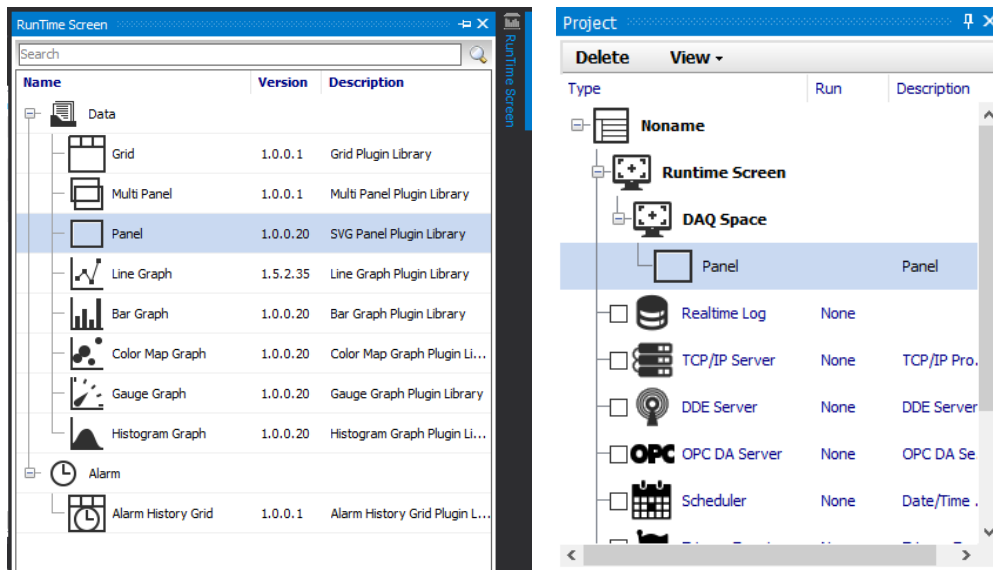 RunTime Screen
Search
Name Version Description
Data
Grid 1.0.0.1 Grid Plugin Library
Multi Panel 1.0.0.1 Multi Panel Plugin Library
Panel 1.0.0.20 SVG Panel Plugin Library
Line Graph 1.5.2.35 Line Graph Plugin Library
Bar Graph 1.0.0.20 Bar Graph Plugin Library
Color Map Graph 1.0.0.20 Color Map Graph Plugin Li...
Gauge Graph 1.0.0.20 Gauge Graph Plugin Library
Histogram Graph 1.0.0.20 Histogram Graph Plugin Li...
Alarm
Alarm History Grid 1.0.0.1 Alarm History Grid Plugin L...
RunTime Screen
Project
Delete View
Type Run Description
Noname
Runtime Screen
DAQ Space
Panel Panel
Realtime Log None
TCP/IP Server None TCP/IP Pro.
DDE Server None DDE Server
OPC OPC DA Server None OPC DA Se
Scheduler None Date/Time .